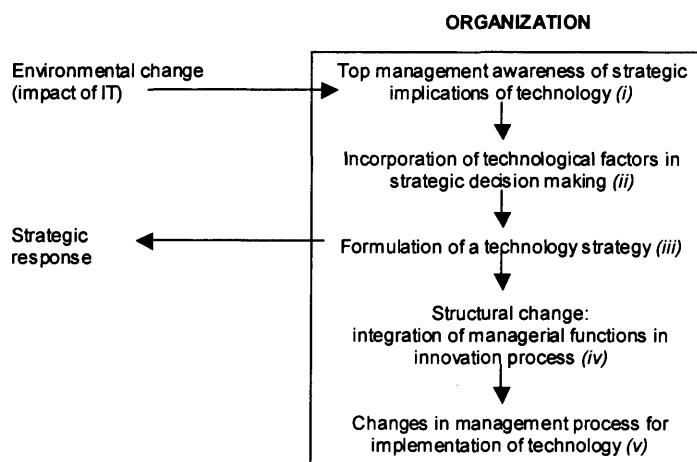 ORGANIZATION
Environmental change
(impact of IT)
Top management awareness of strategic
implications of technology (i)
Incorporation of technological factors in
strategic decision making (ii)
Strategic
response
Formulation of a technology strategy (iii)
Structural change:
integration of managerial functions in
innovation process (iv)
Changes in management process for
implementation of technology (v)